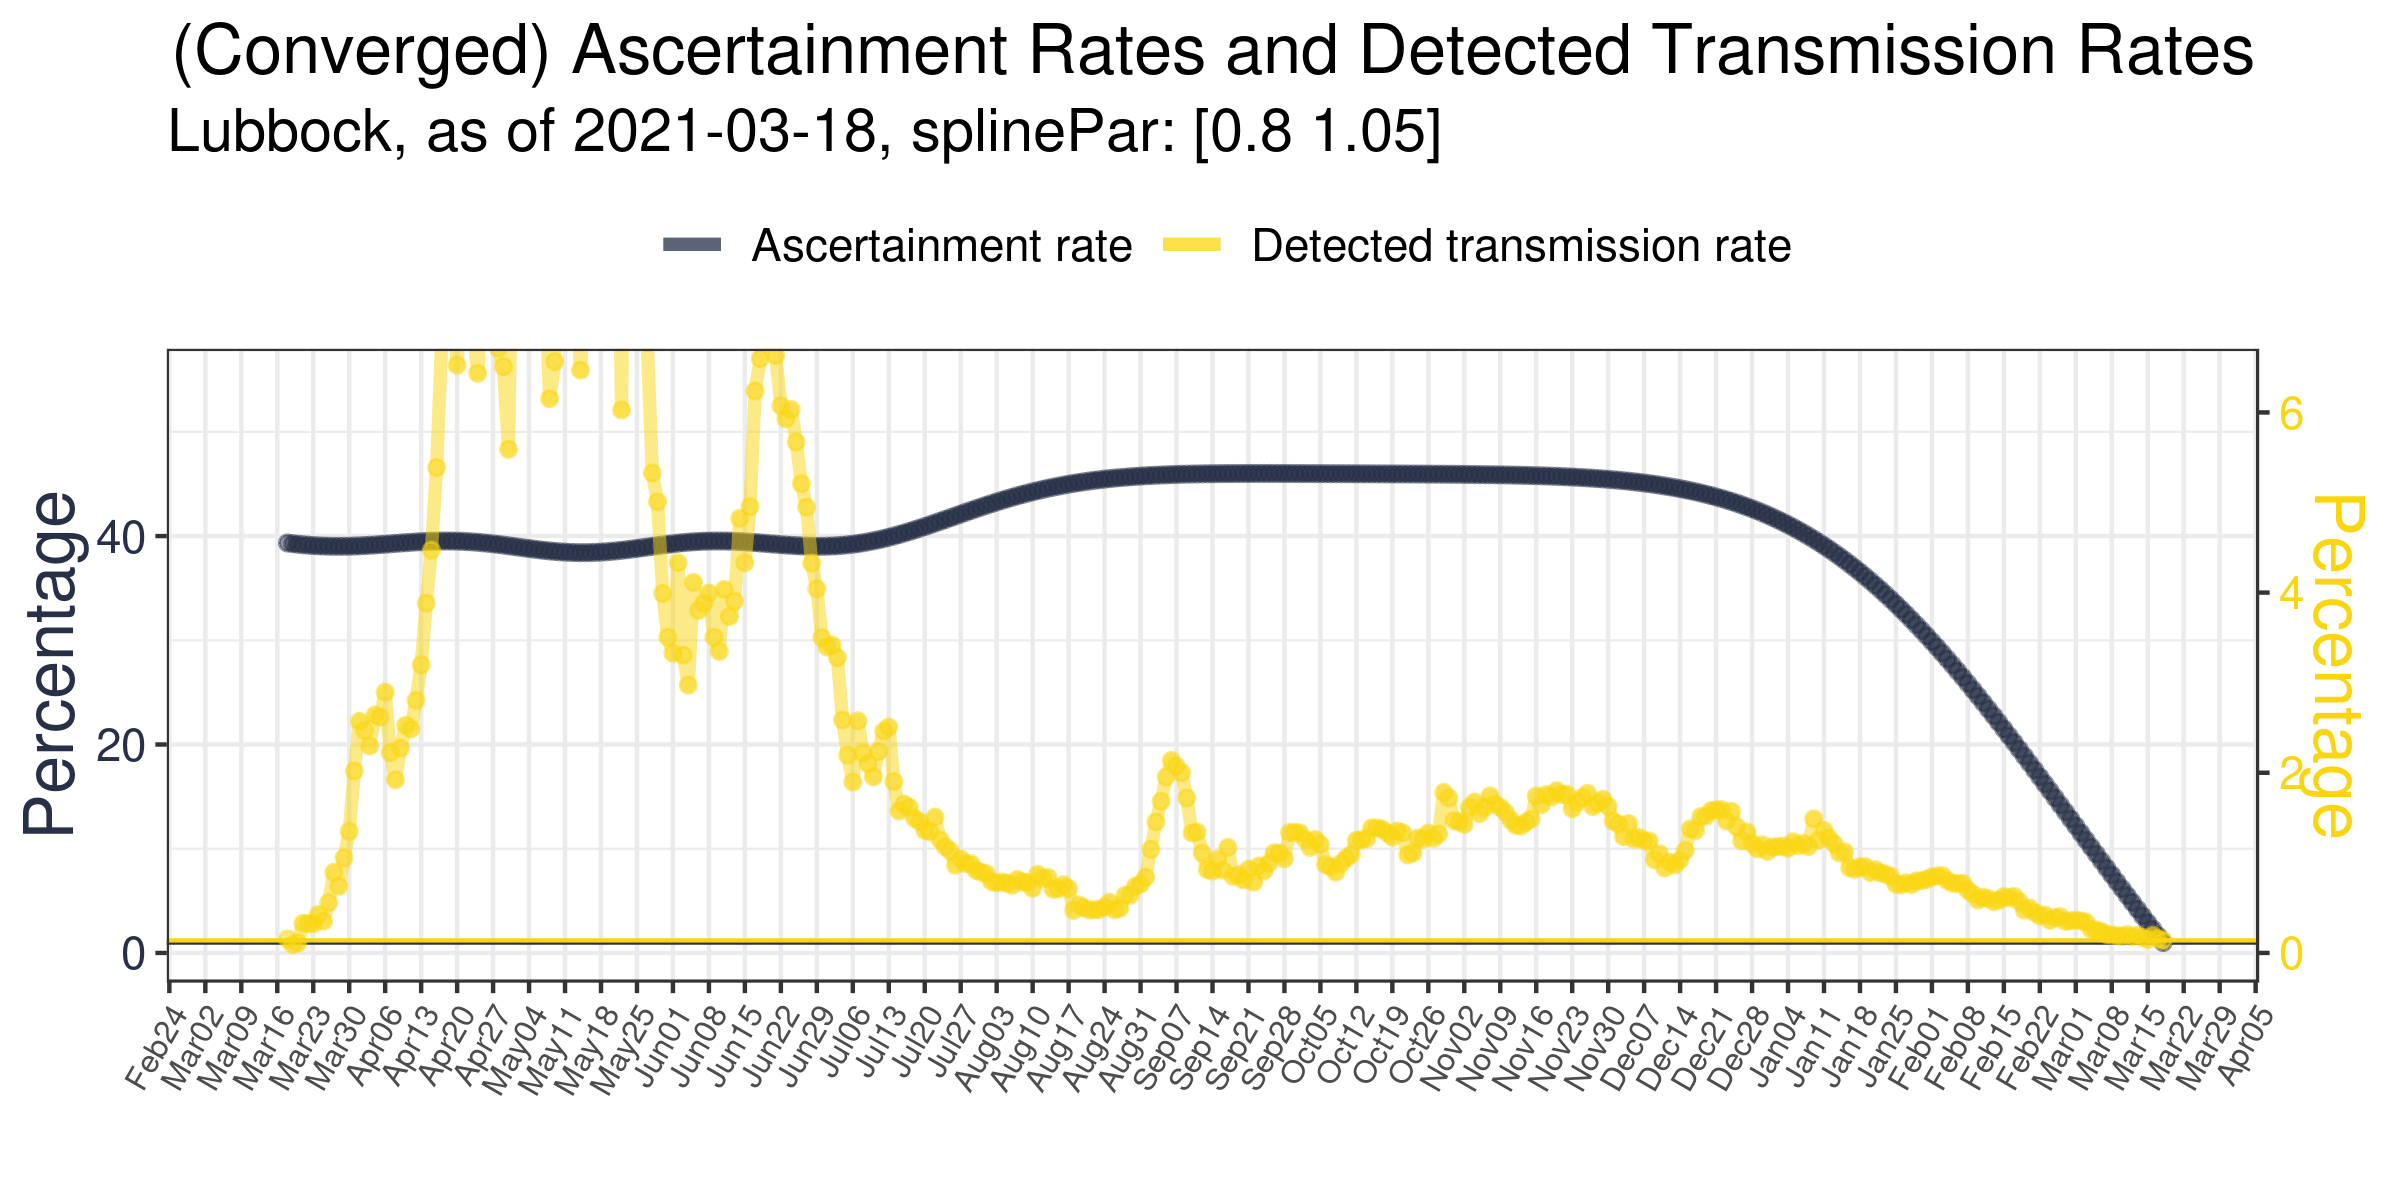 (Converged) Ascertainment Rates and Detected Transmission Rates
Lubbock, as of 2021-03-18, splinePar: [0.8 1.05]
Ascertainment rate Detected transmission rate
Percentage
40
20
0
6
4
2
0
Percentage
Feb24 Mar02 Mar09 Mar16 Mar23 Mar30 Apr06 Apr13 Apr20 Apr27 May04 May11 May18 May25 Jun01 Jun08 Jun15 Jun22 Jun29 Jul06 Jul13 Jul20 Jul27 Aug03 Aug10 Aug17 Aug24 Aug31 Sep07 Sep14 Sep21 Sep28 Oct05 Oct12 Oct19 Oct26 Nov02 Nov09 Nov16 Nov23 Nov30 Dec07 Dec14 Dec21 Dec28 Jan04 Jan11 Jan18 Jan25 Feb01 Feb08 Feb15 Feb22 Mar01 Mar08 Mar15 Mar22 Mar29 Apr05